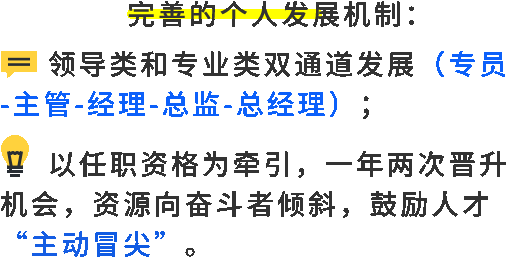 完善的个人发展机制：
领导类和专业类双通道发展（专员
-主管-经理-总监-总经理）；
以任职资格为牵引，一年两次晋升
机会，资源向奋斗者倾斜，鼓励人才
“主动冒尖”。